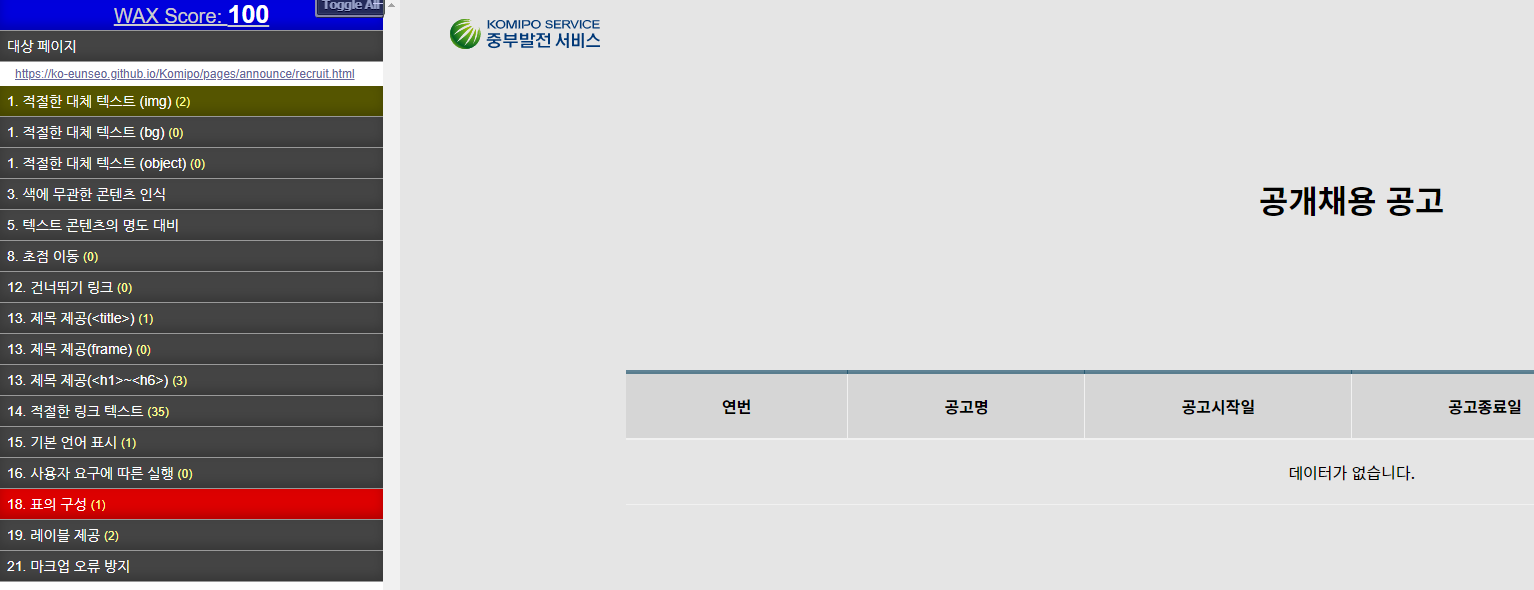 WAX Score: 100
Toggle All
대상 페이지
https://ko-eunseo.github.io/Komipo/pages/announce/recruit.html
1. 적절한 대체 텍스트 (img) (2)
1. 적절한 대체 텍스트 (bg) (0)
1. 적절한 대체 텍스트 (object) (0)
3. 색에 무관한 콘텐츠 인식
5. 텍스트 콘텐츠의 명도 대비
8. 초점 이동 (0)
12. 건너뛰기 링크 (0)
13. 제목 제공(<title>) (1)
13. 제목 제공(frame) (0)
13. 제목 제공(<h1>~<h6>) (3)
14. 적절한 링크 텍스트 (35)
15. 기본 언어 표시 (1)
16. 사용자 요구에 따른 실행 (0)
18. 표의 구성 (1)
19. 레이블 제공 (2)
21. 마크업 오류 방지
KOMIPO SERVICE
중부발전 서비스
공개채용 공고
연번 공고명 공고시작일 공고종료일
데이터가 없습니다.